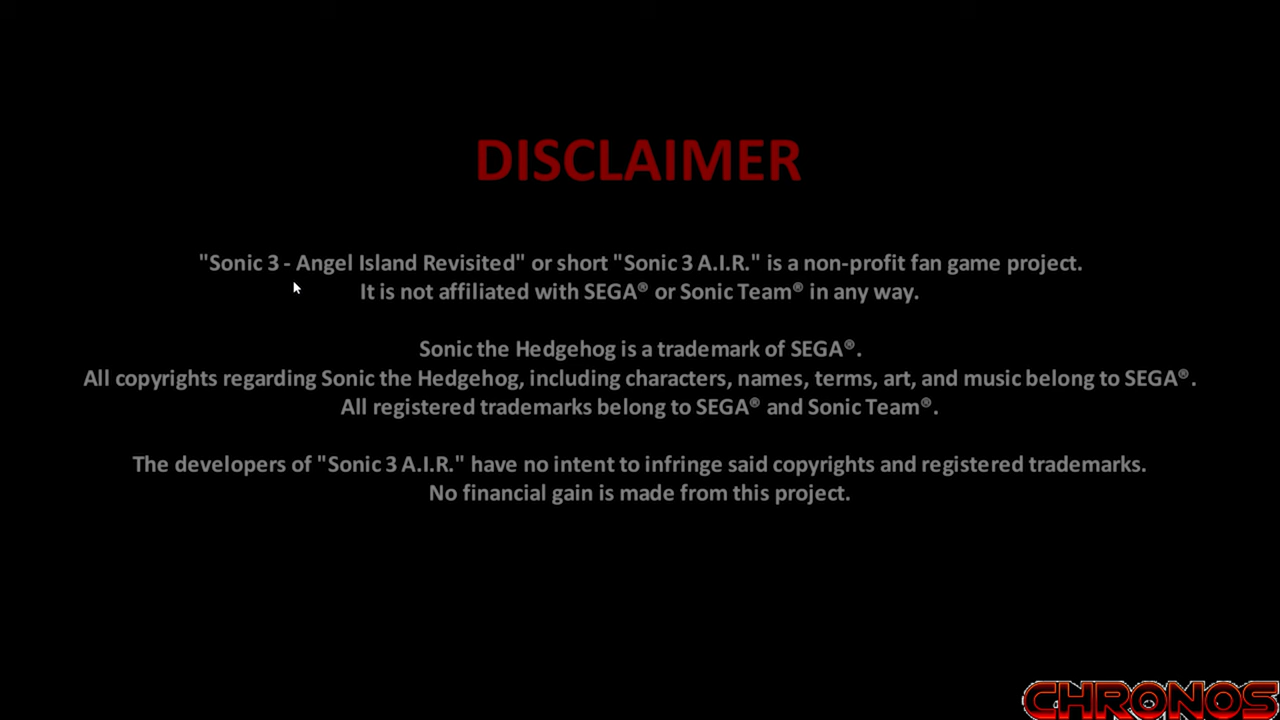 DISCLAIMER
"Sonic 3 - Angel Island Revisited" or short "Sonic 3 A.I.R." is a non-profit fan game project.
It is not affiliated with SEGA® or Sonic Team® in any way.
Sonic the Hedgehog is a trademark of SEGA®.
All copyrights regarding Sonic the Hedgehog, including characters, names, terms, art, and music belong to SEGA®.
All registered trademarks belong to SEGA® and Sonic Team®.
The developers of "Sonic 3 A.I.R." have no intent to infringe said copyrights and registered trademarks.
No financial gain is made from this project.
CHRONOS